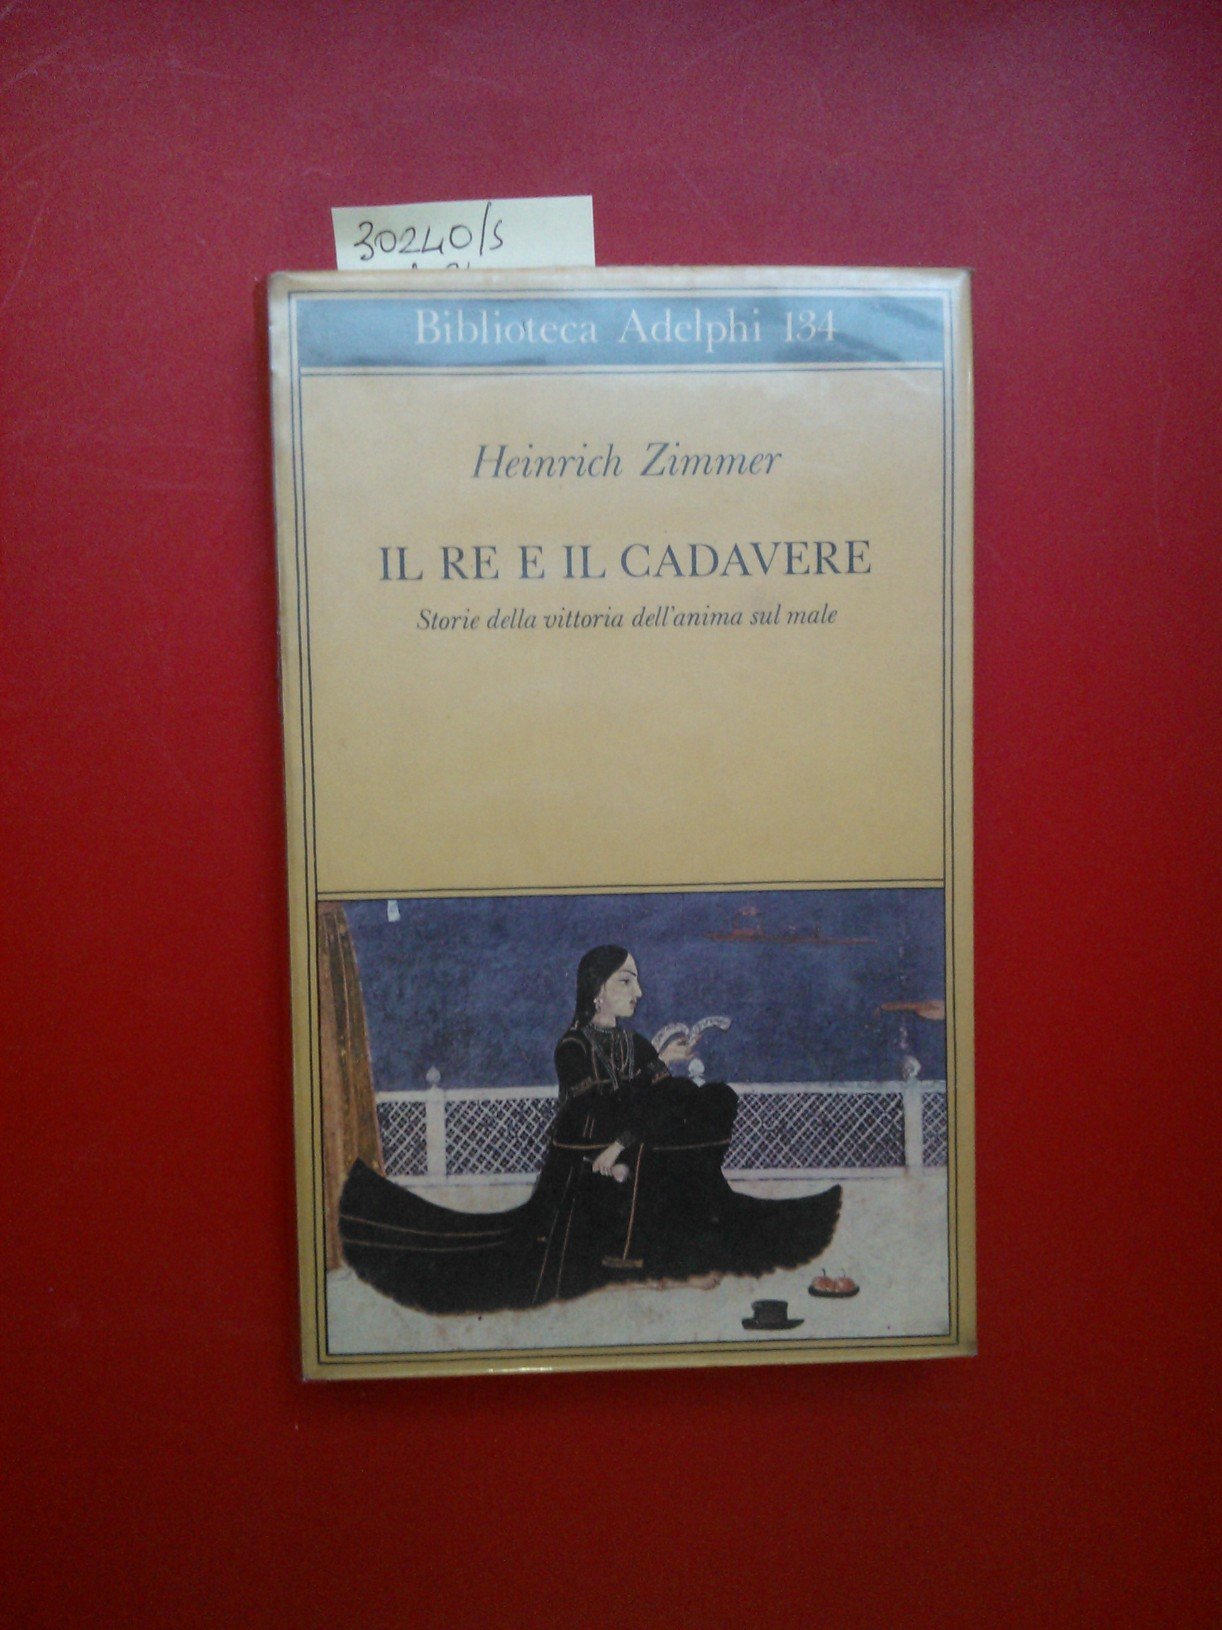 30240/s
Biblioteca Adelphi 134
Heinrich Zimmer
IL RE E IL CADAVERE
Storie della vittoria dell'anima sul male